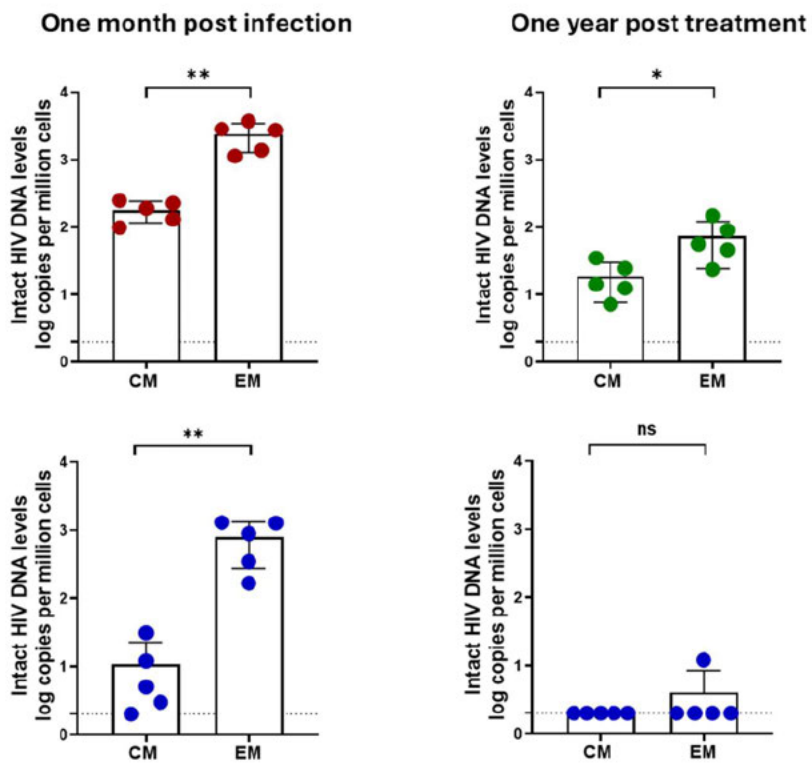 One month post infection
One year post treatment
**
4
3
2
1
0
Intact HIV DNA levels
log copies per million cells
CM EM
*
4
3
2
1
0
Intact HIV DNA levels
log copies per million cells
CM EM
**
4
3
2
1
0
Intact HIV DNA levels
log copies per million cells
CM EM
ns
4
3
2
1
0
Intact HIV DNA levels
log copies per million cells
CM EM